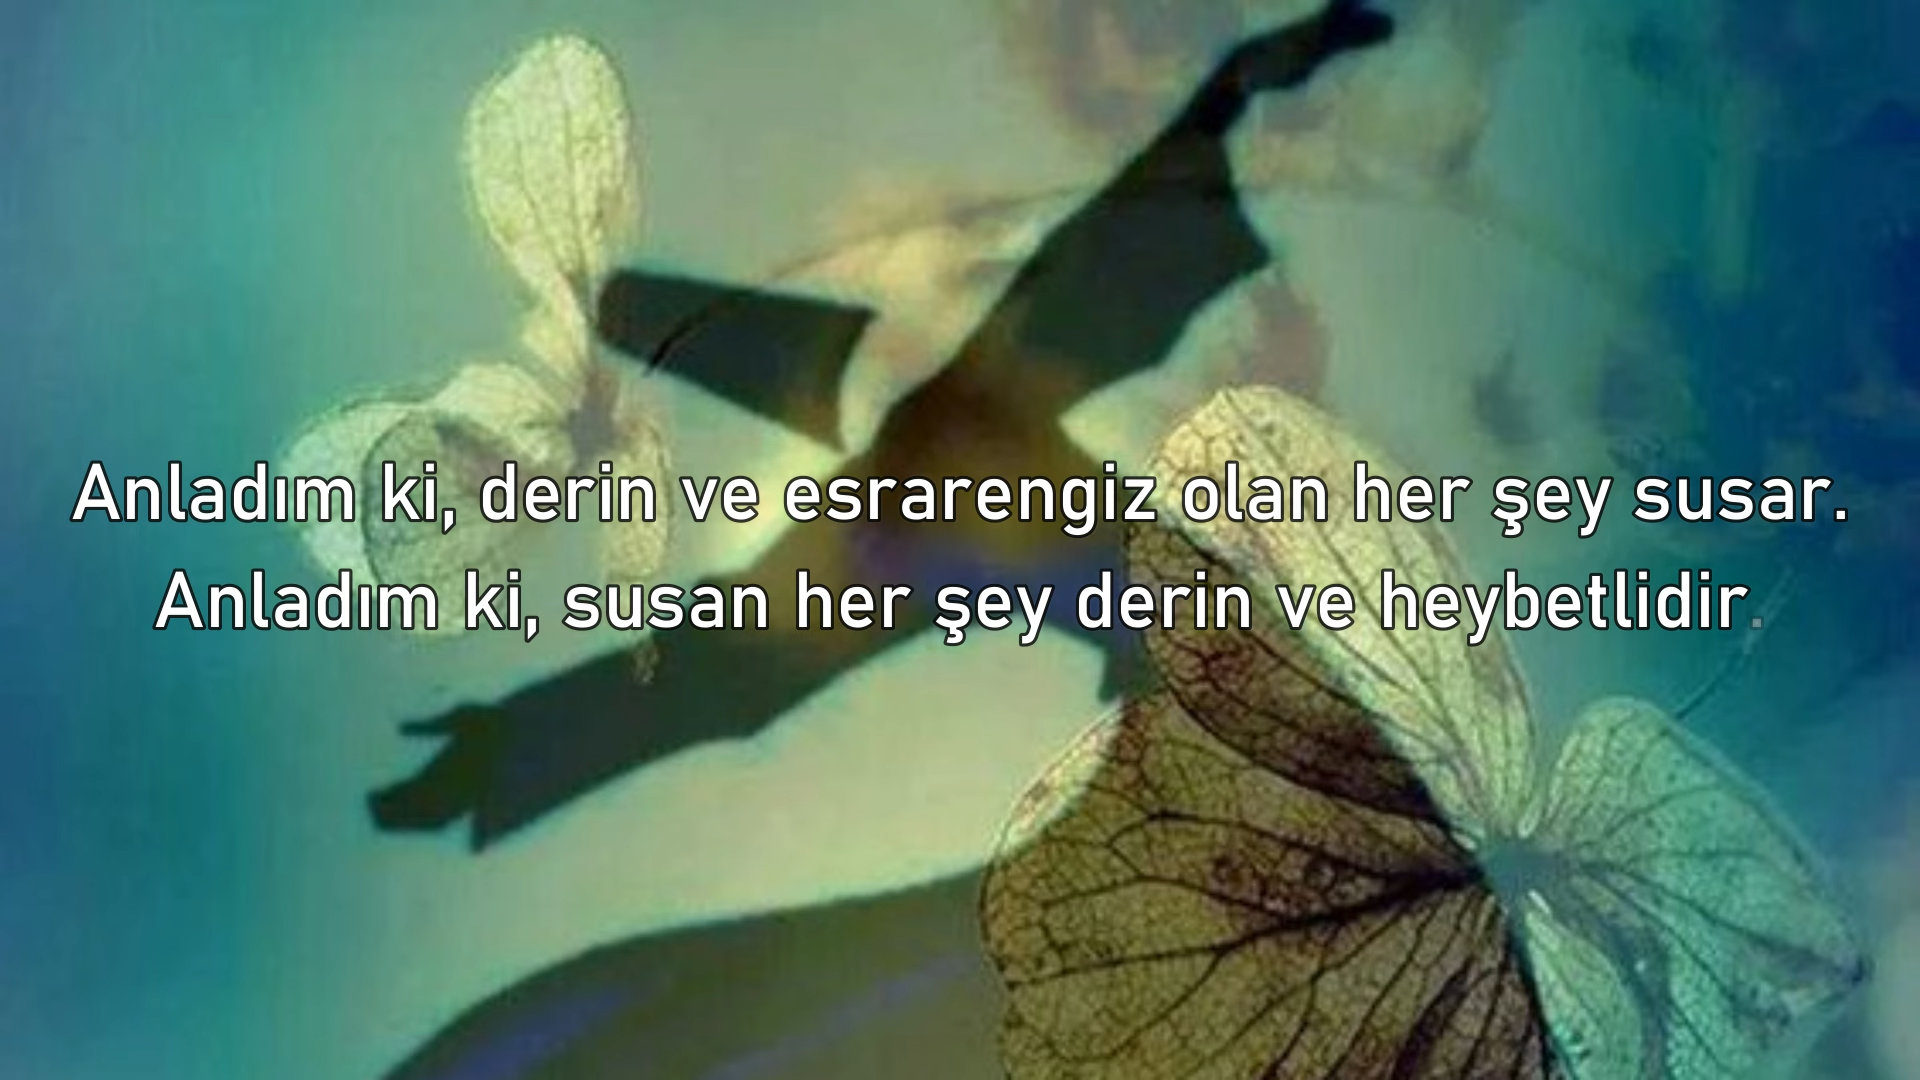 Anladım ki, derin ve esrarengiz olan her şey susar.
Anladım ki, susan her şey derin ve heybetlidir.